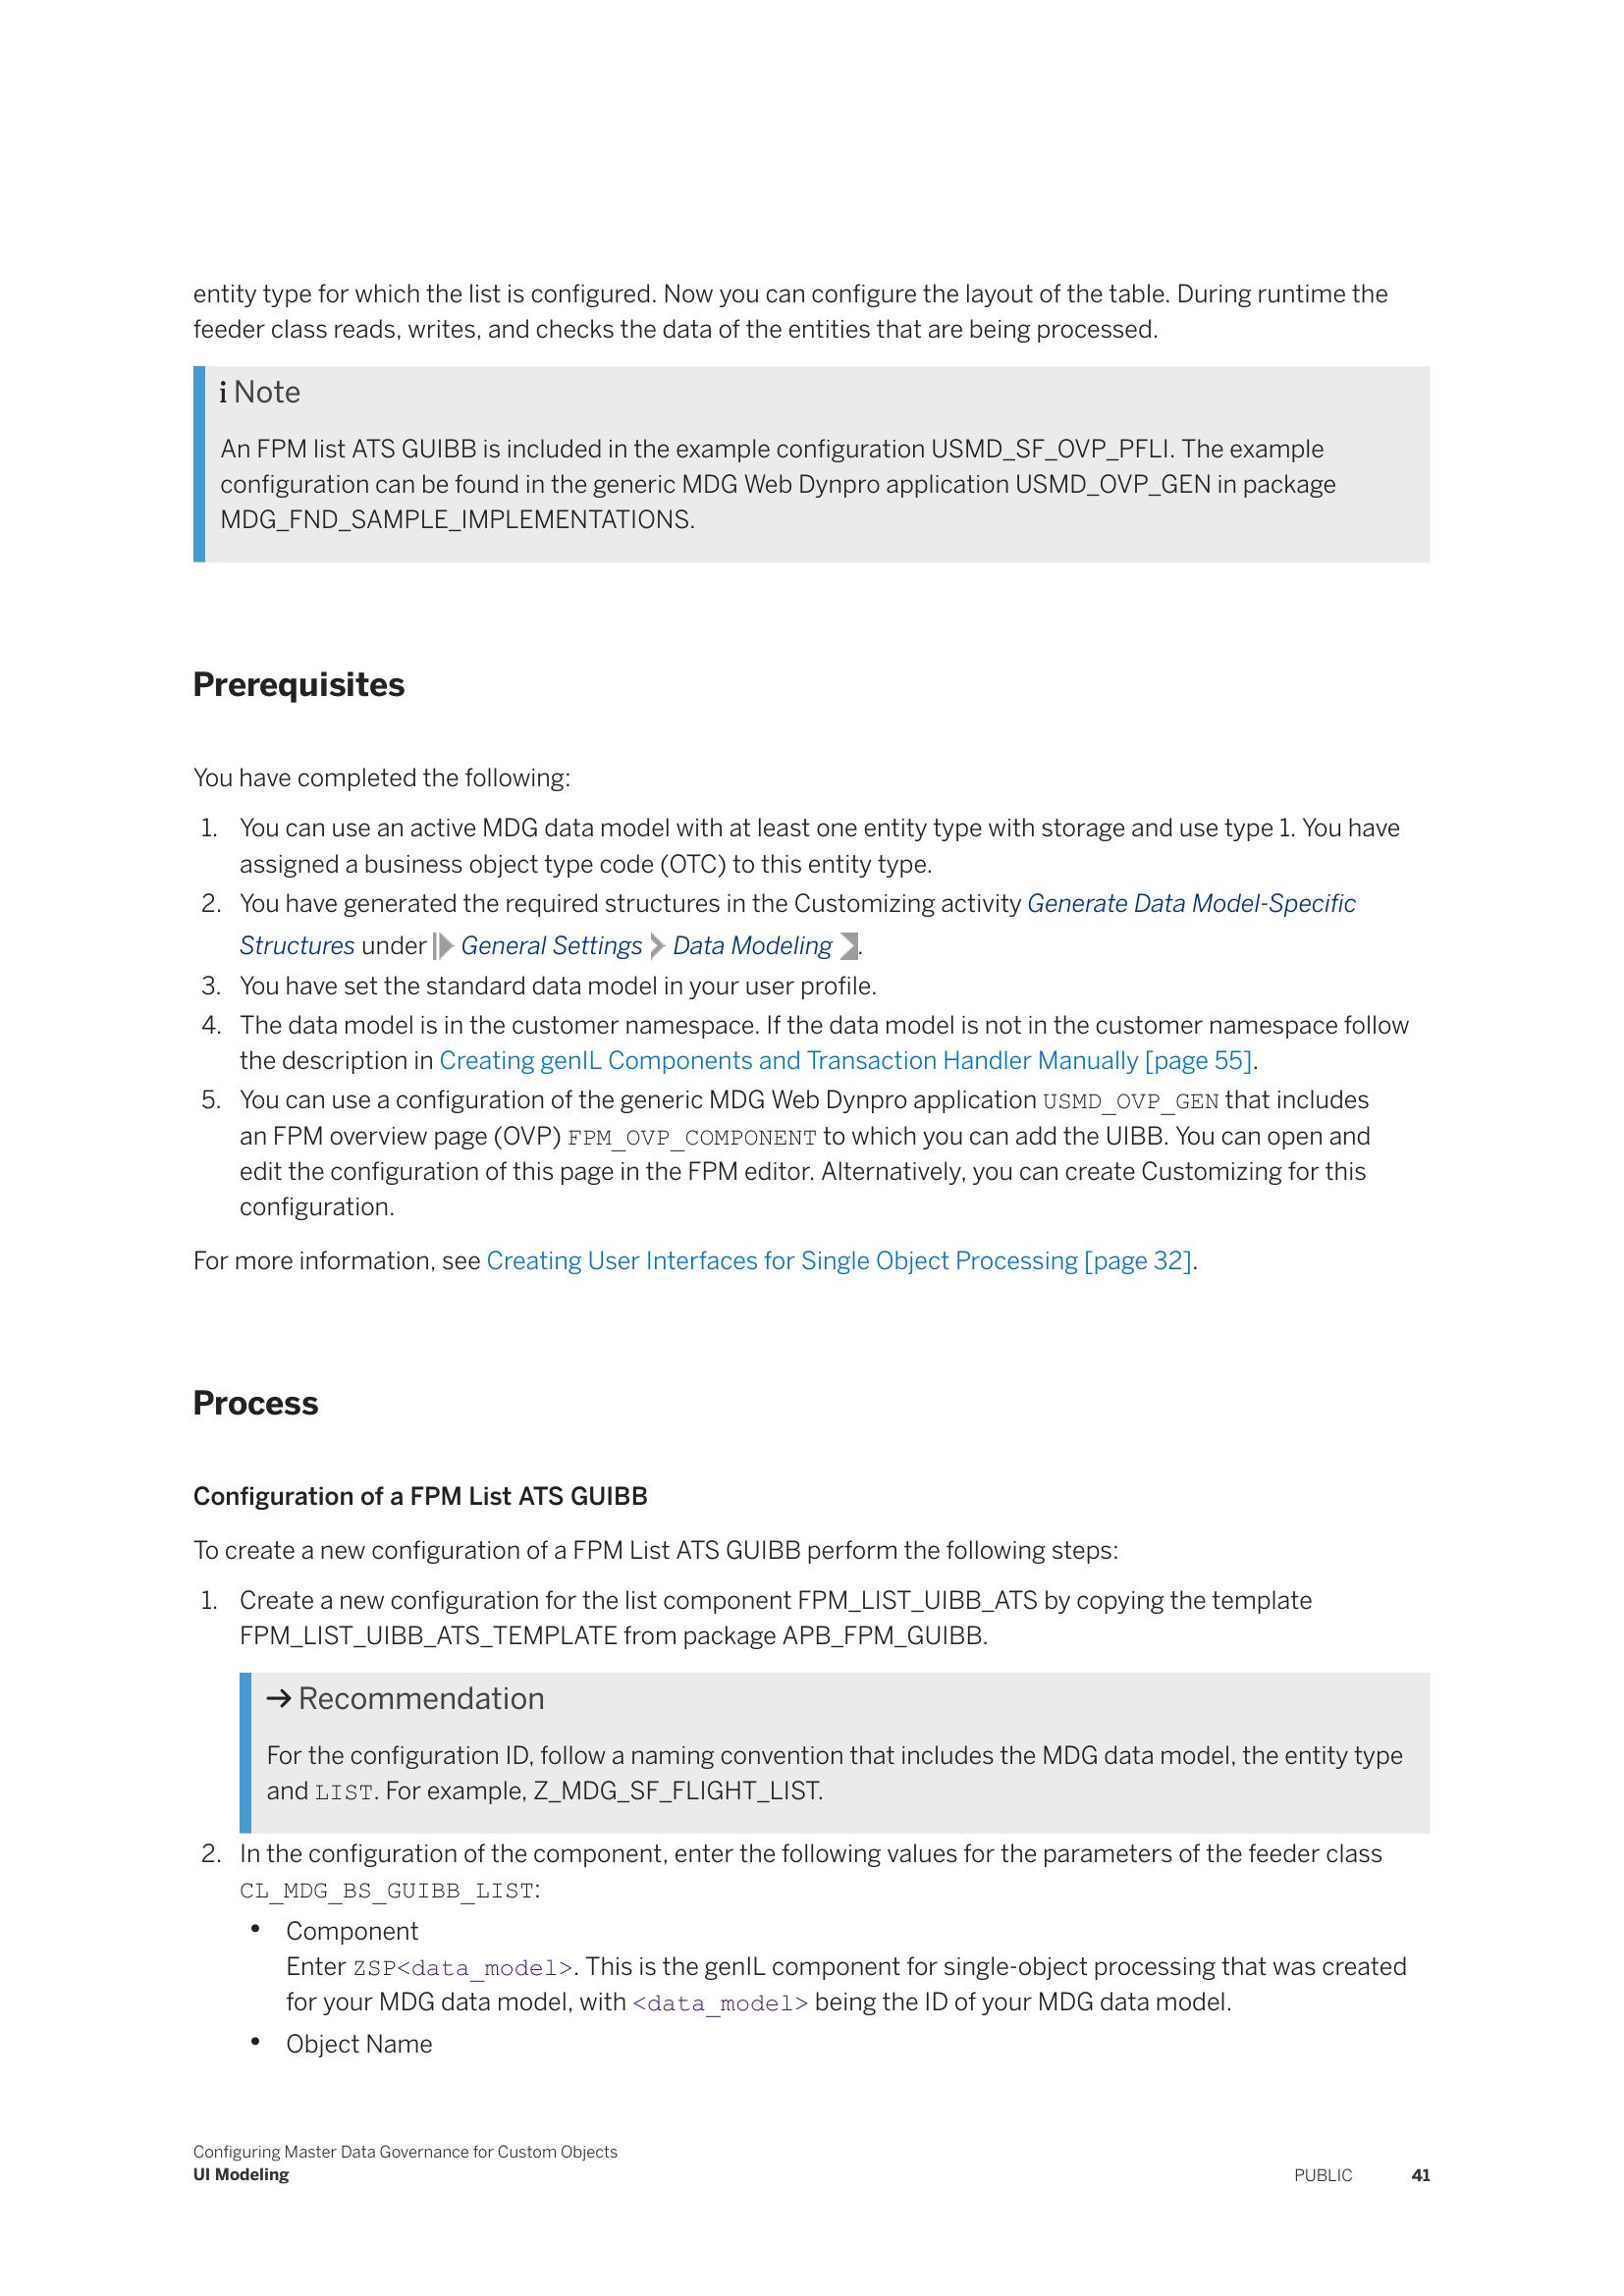 entity type for which the list is configured. Now you can configure the layout of the table. During runtime the
feeder class reads, writes, and checks the data of the entities that are being processed.
i Note
An FPM list ATS GUIBB is included in the example configuration USMD_SF_OVP_PFLI. The example
configuration can be found in the generic MDG Web Dynpro application USMD_OVP_GEN in package
MDG_FND_SAMPLE_IMPLEMENTATIONS.
Prerequisites
You have completed the following:
1. You can use an active MDG data model with at least one entity type with storage and use type 1. You have
assigned a business object type code (OTC) to this entity type.
2. You have generated the required structures in the Customizing activity Generate Data Model-Specific
Structures under General Settings Data Modeling .
3. You have set the standard data model in your user profile.
4. The data model is in the customer namespace. If the data model is not in the customer namespace follow
the description in Creating genIL Components and Transaction Handler Manually [page 55].
5. You can use a configuration of the generic MDG Web Dynpro application USMD_OVP_GEN that includes
an FPM overview page (OVP) FPM_OVP_COMPONENT to which you can add the UIBB. You can open and
edit the configuration of this page in the FPM editor. Alternatively, you can create Customizing for this
configuration.
For more information, see Creating User Interfaces for Single Object Processing [page 32].
Process
Configuration of a FPM List ATS GUIBB
To create a new configuration of a FPM List ATS GUIBB perform the following steps:
1. Create a new configuration for the list component FPM_LIST_UIBB_ATS by copying the template
FPM_LIST_UIBB_ATS_TEMPLATE from package APB_FPM_GUIBB.
→ Recommendation
For the configuration ID, follow a naming convention that includes the MDG data model, the entity type
and LIST. For example, Z_MDG_SF_FLIGHT_LIST.
2. In the configuration of the component, enter the following values for the parameters of the feeder class
CL_MDG_BS_GUIBB_LIST:
• Component
Enter ZSP<data_model>. This is the genIL component for single-object processing that was created
for your MDG data model, with <data_model> being the ID of your MDG data model.
• Object Name
Configuring Master Data Governance for Custom Objects
UI Modeling PUBLIC 41